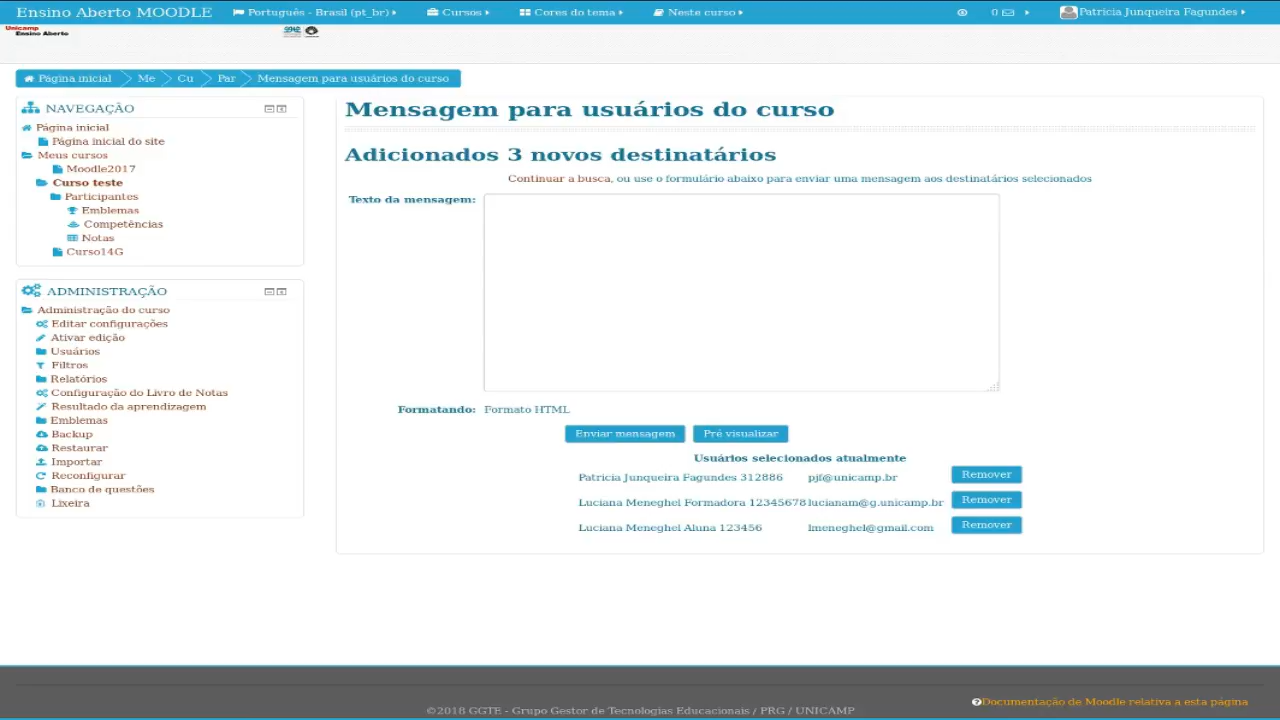 Ensino Aberto MOODLE Português - Brasil (pt_br) Cursos Cores do tema Neste curso 0 Patricia Junqueira Fagundes
Unicamp
Ensino Aberto
Página inicial Me Cu Par Mensagem para usuários do curso
NAVEGAÇÃO
Página inicial
Página inicial do site
Meus cursos
Moodle2017
Curso teste
Participantes
Emblemas
Competências
Notas
Curso14G
ADMINISTRAÇÃO
Administração do curso
Editar configurações
Ativar edição
Usuários
Filtros
Relatórios
Configuração do Livro de Notas
Resultado da aprendizagem
Emblemas
Backup
Restaurar
Importar
Reconfigurar
Banco de questões
Lixeira
Mensagem para usuários do curso
Adicionados 3 novos destinatários
Continuar a busca, ou use o formulário abaixo para enviar uma mensagem aos destinatários selecionados
Texto da mensagem:
Formatando: Formato HTML
Enviar mensagem Pré visualizar
Usuários selecionados atualmente
Patricia Junqueira Fagundes 312886 pjf@unicamp.br Remover
Luciana Meneghel Formadora 12345678 lucianam@g.unicamp.br Remover
Luciana Meneghel Aluna 123456 lmeneghel@gmail.com Remover
Documentação de Moodle relativa a esta página
©2018 GGTE - Grupo Gestor de Tecnologias Educacionais / PRG / UNICAMP